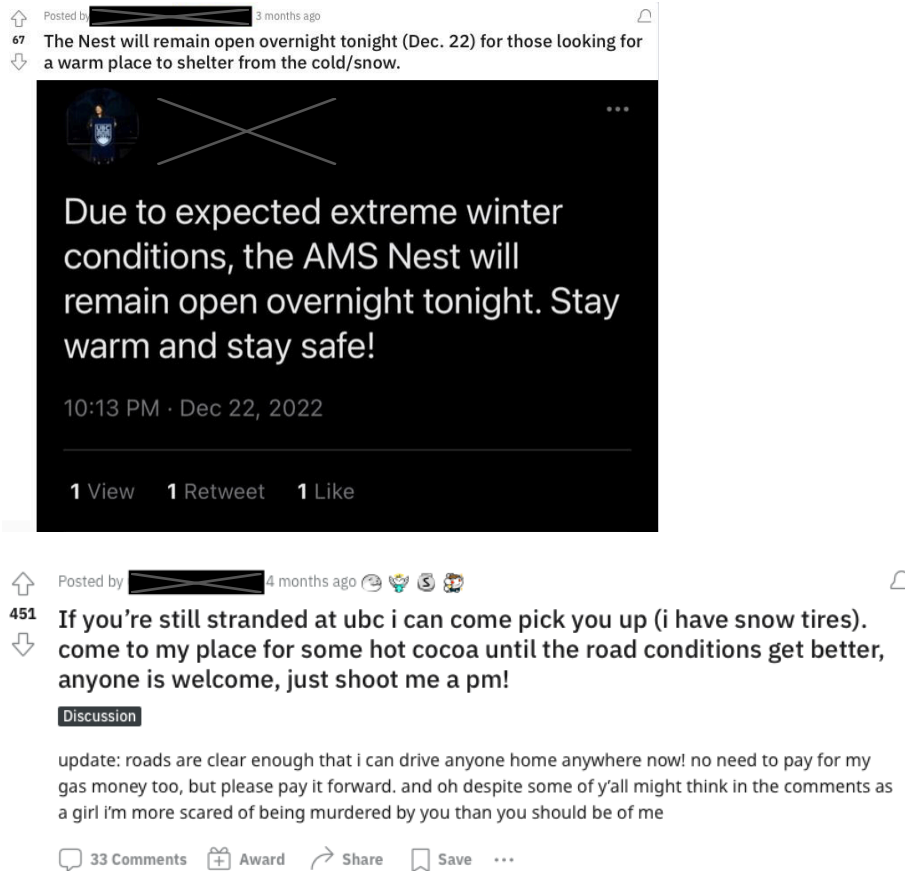 Posted by 3 months ago
67
The Nest will remain open overnight tonight (Dec. 22) for those looking for
a warm place to shelter from the cold/snow.
UBC
Due to expected extreme winter
conditions, the AMS Nest will
remain open overnight tonight. Stay
warm and stay safe!
10:13 PM · Dec 22, 2022
1 View 1 Retweet 1 Like
Posted by 4 months ago
S
451
If you're still stranded at ubc i can come pick you up (i have snow tires).
come to my place for some hot cocoa until the road conditions get better,
anyone is welcome, just shoot me a pm!
Discussion
update: roads are clear enough that i can drive anyone home anywhere now! no need to pay for my
gas money too, but please pay it forward. and oh despite some of y'all might think in the comments as
a girl i'm more scared of being murdered by you than you should be of me
33 Comments Award Share Save